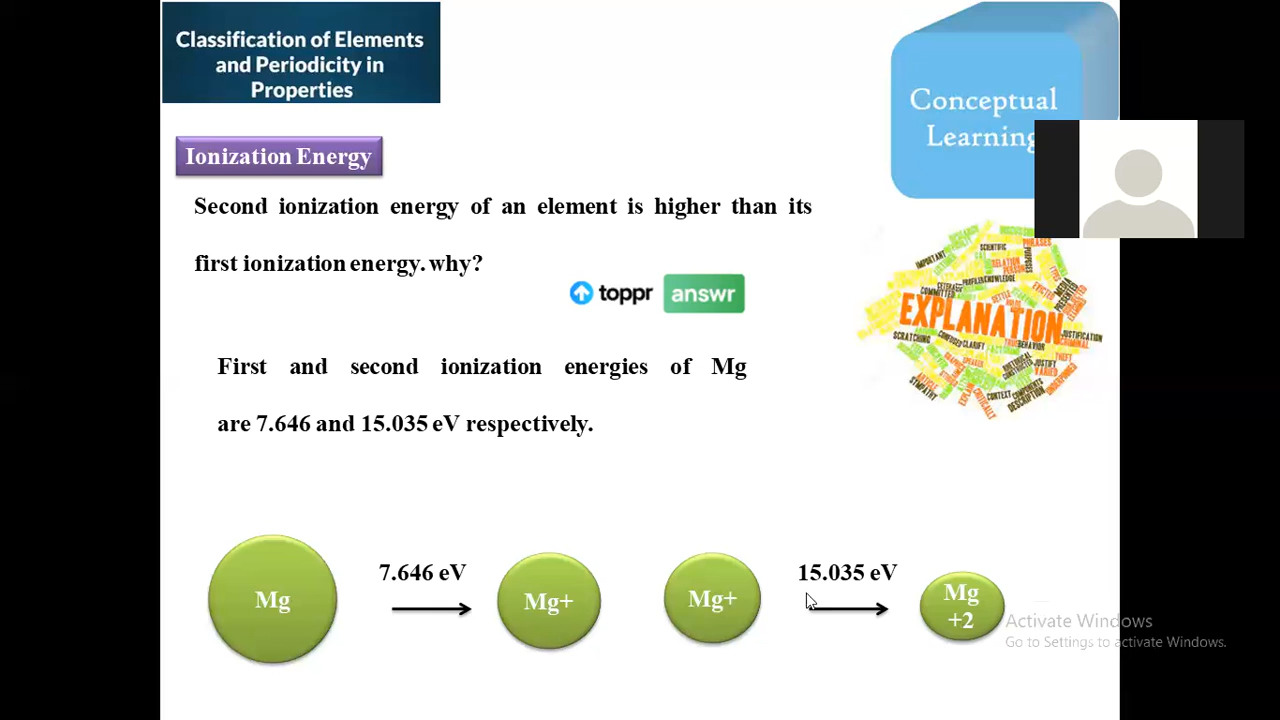 Classification of Elements
and Periodicity in
Properties
Conceptual
Learning
Ionization Energy
Second ionization energy of an element is higher than its
first ionization energy. why?
toppr answr
EXPLANATION
First and second ionization energies of Mg
are 7.646 and 15.035 eV respectively.
7.646 eV
15.035 eV
Mg
Mg+
Mg+
Mg
+2
Activate Windows
Go to Settings to activate Windows.